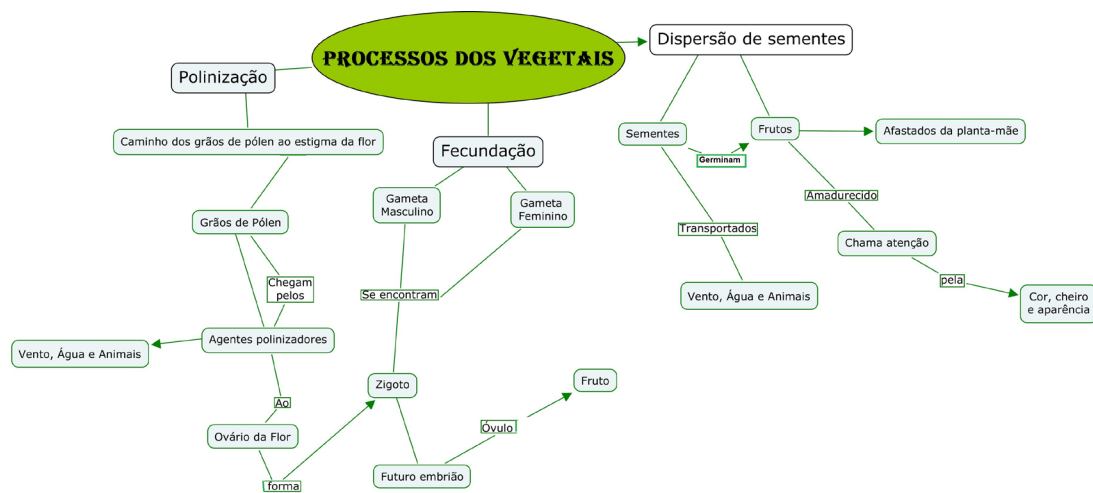 PROCESSOS DOS VEGETAIS
Dispersão de sementes
Polinização
Fecundação
Caminho dos grãos de pólen ao estigma da flor
Grãos de Pólen
Chegam
pelos
Agentes polinizadores
Vento, Água e Animais
Ao
Ovário da Flor
forma
Gameta
Masculino
Gameta
Feminino
Se encontram
Zigoto
Futuro embrião
Óvulo
Fruto
Sementes
Germinam
Frutos
Afastados da planta-mãe
Transportados
Vento, Água e Animais
Amadurecido
Chama atenção
pela
Cor, cheiro
e aparência